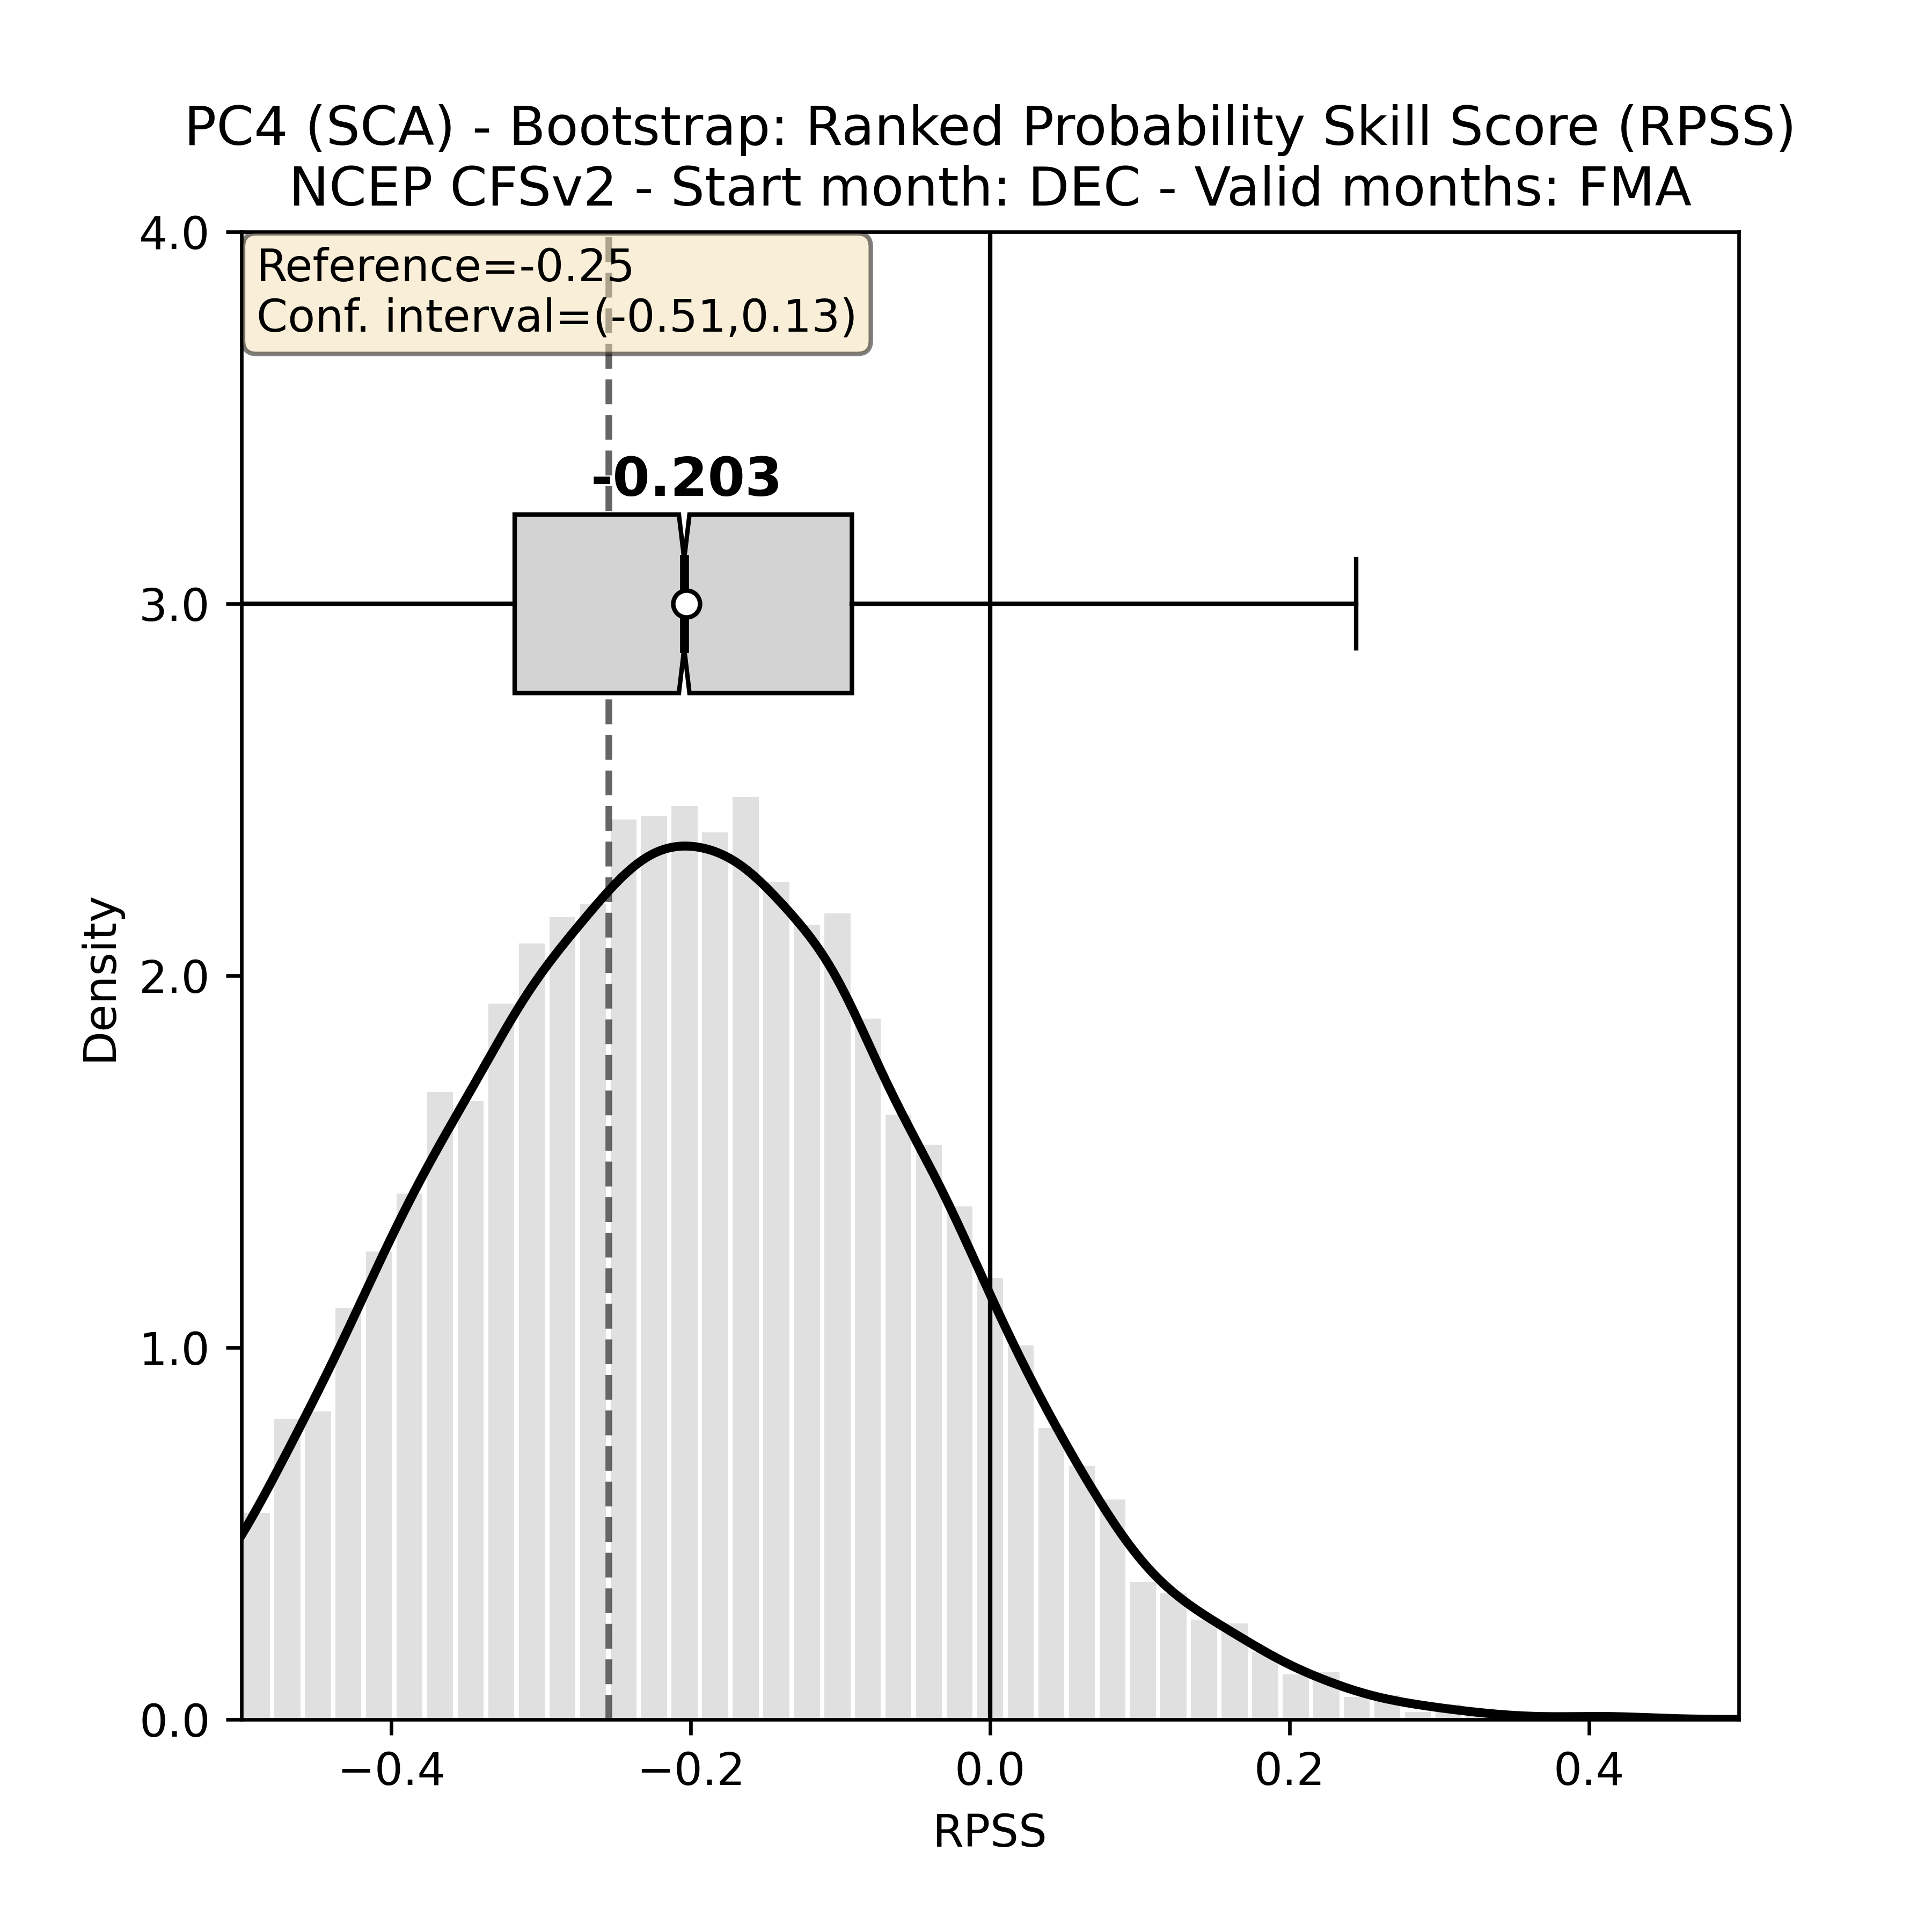 PC4 (SCA) - Bootstrap: Ranked Probability Skill Score (RPSS)
NCEP CFSv2 - Start month: DEC - Valid months: FMA
4.0
Reference=-0.25
Conf. interval=(-0.51,0.13)
-0.203
3.0
Density
2.0
1.0
0.0
−0.4 −0.2 0.0 0.2 0.4
RPSS